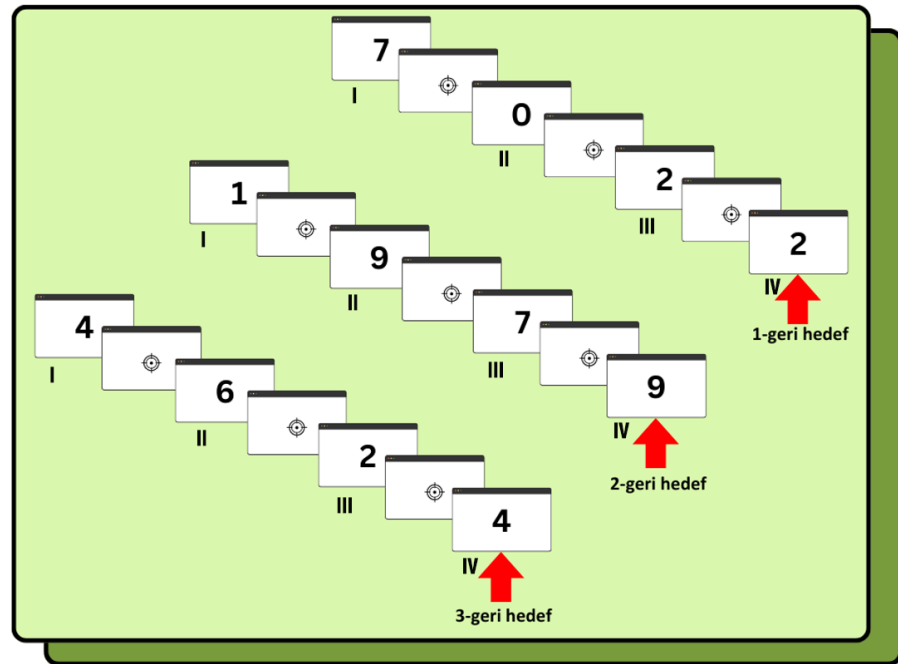 7
I
0
II
2
III
2
IV
1-geri hedef
1
I
9
II
7
III
9
IV
2-geri hedef
4
I
6
II
2
III
4
IV
3-geri hedef